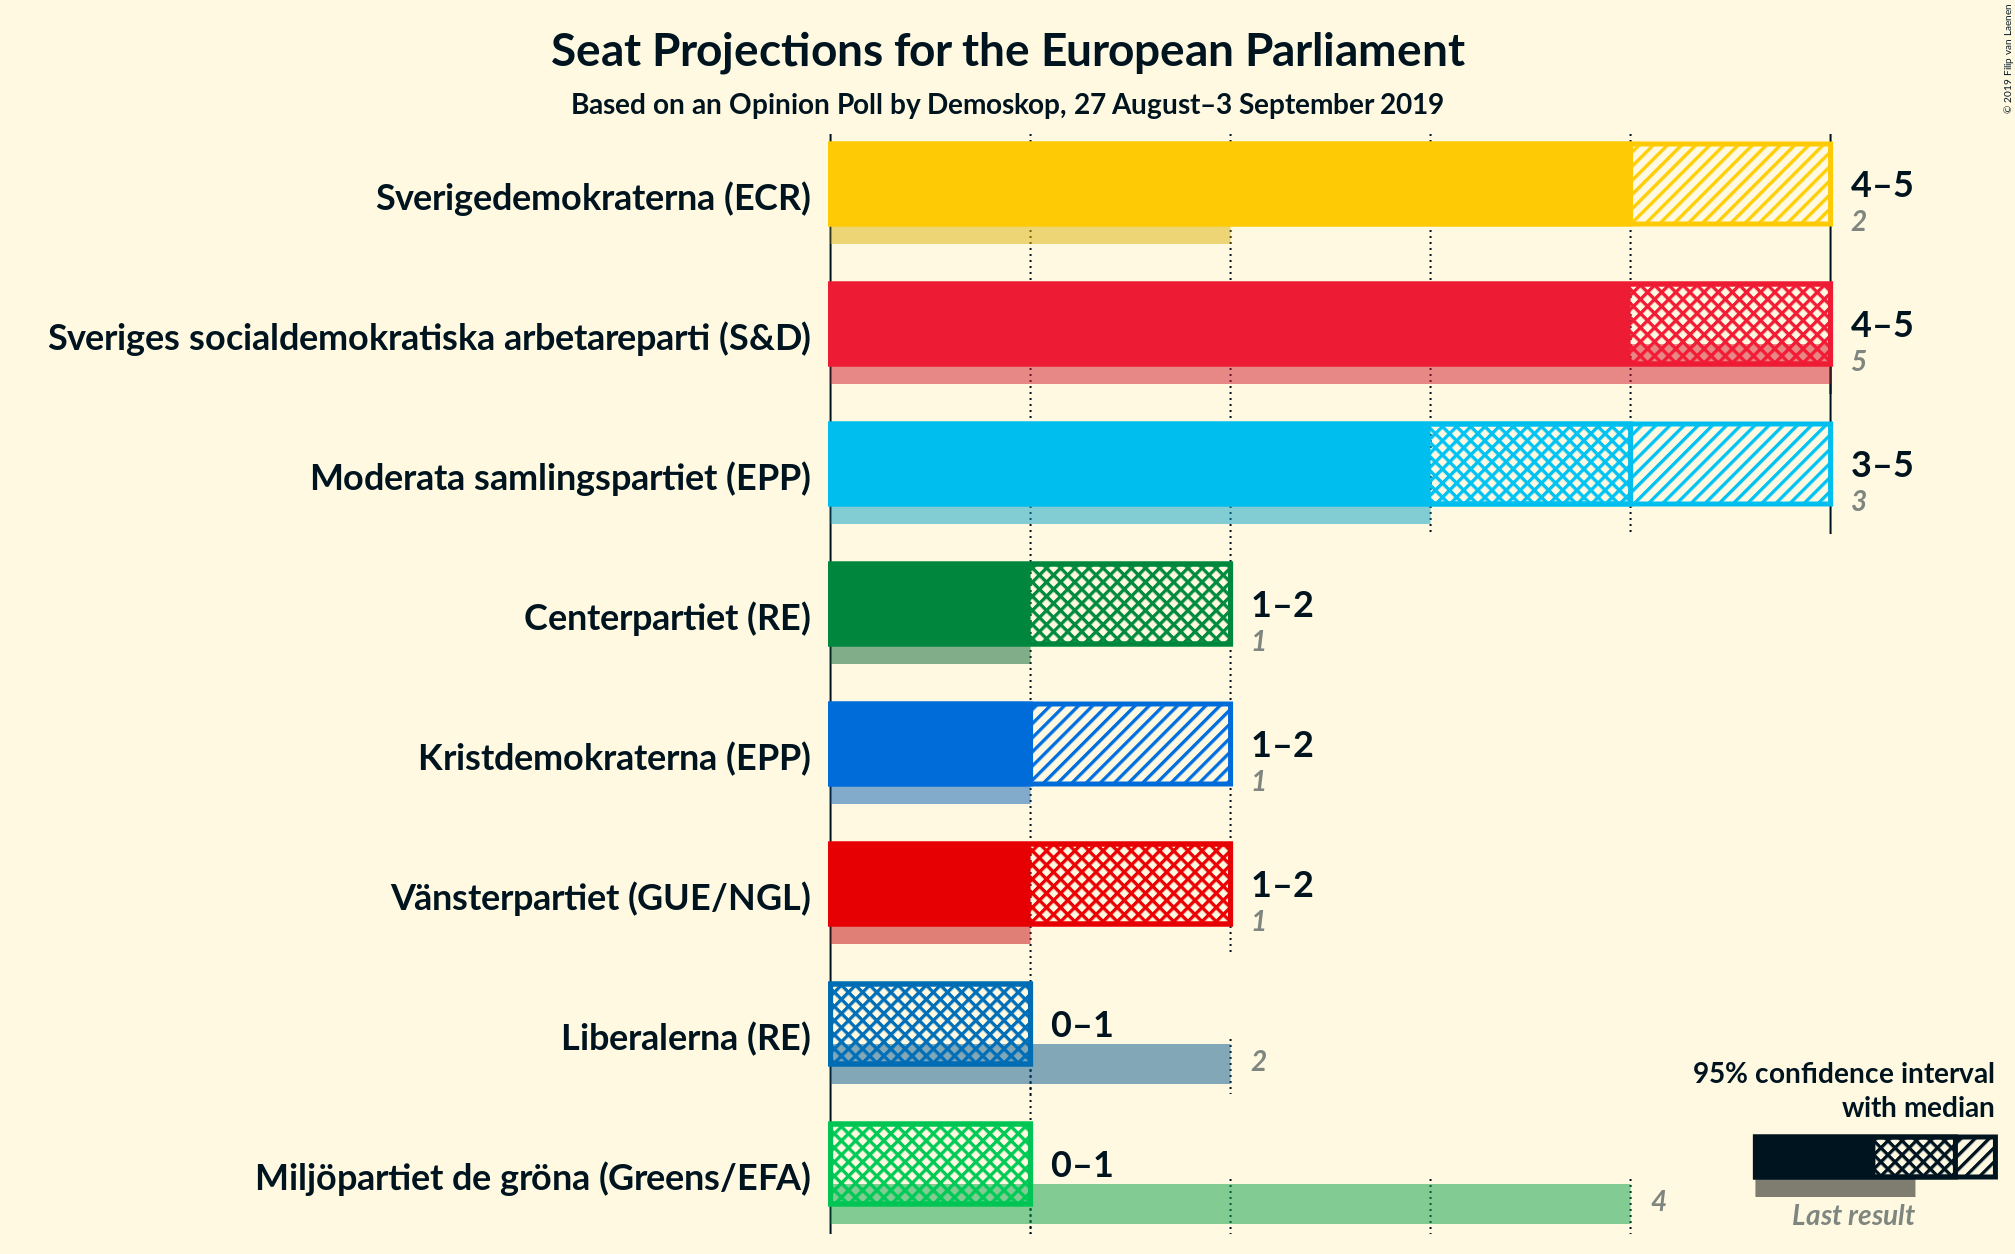 Seat Projections for the European Parliament
Based on an Opinion Poll by Demoskop, 27 August–3 September 2019
© 2019 Filip van Laenen
Sverigedemokraterna (ECR)
4–5
2
Sveriges socialdemokratiska arbetareparti (S&D)
4–5
5
Moderata samlingspartiet (EPP)
3–5
3
Centerpartiet (RE)
1–2
1
Kristdemokraterna (EPP)
1–2
1
Vänsterpartiet (GUE/NGL)
1–2
1
Liberalerna (RE)
0–1
2
Miljöpartiet de gröna (Greens/EFA)
0–1
4
95% confidence interval
with median
Last result